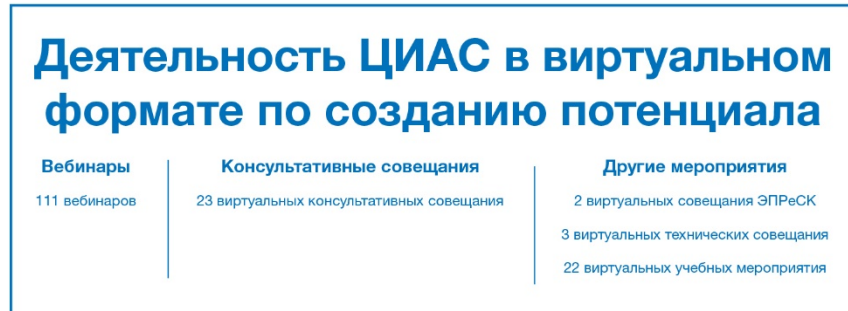 Деятельность ЦИАС в виртуальном
формате по созданию потенциала
Вебинары
111 вебинаров
Консультативные совещания
23 виртуальных консультативных совещания
Другие мероприятия
2 виртуальных совещания ЭПРеСК
3 виртуальных технических совещания
22 виртуальных учебных мероприятия